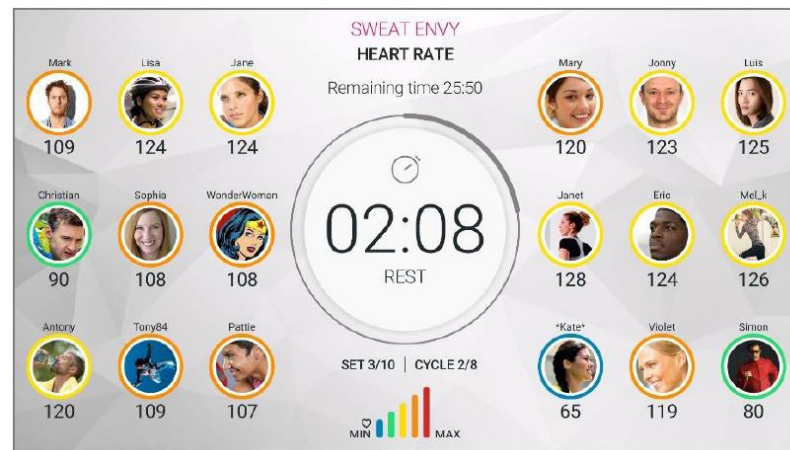 SWEAT ENVY
HEART RATE
Remaining time 25:50
Mark
109
Lisa
124
Jane
124
Christian
90
Sophia
108
WonderWoman
108
Antony
120
Tony84
109
Pattie
107
02:08
REST
SET 3/10 | CYCLE 2/8
MIN
MAX
Mary
120
Jonny
123
Luis
125
Janet
128
Eric
124
Mel_k
126
*Kate*
65
Violet
119
Simon
80